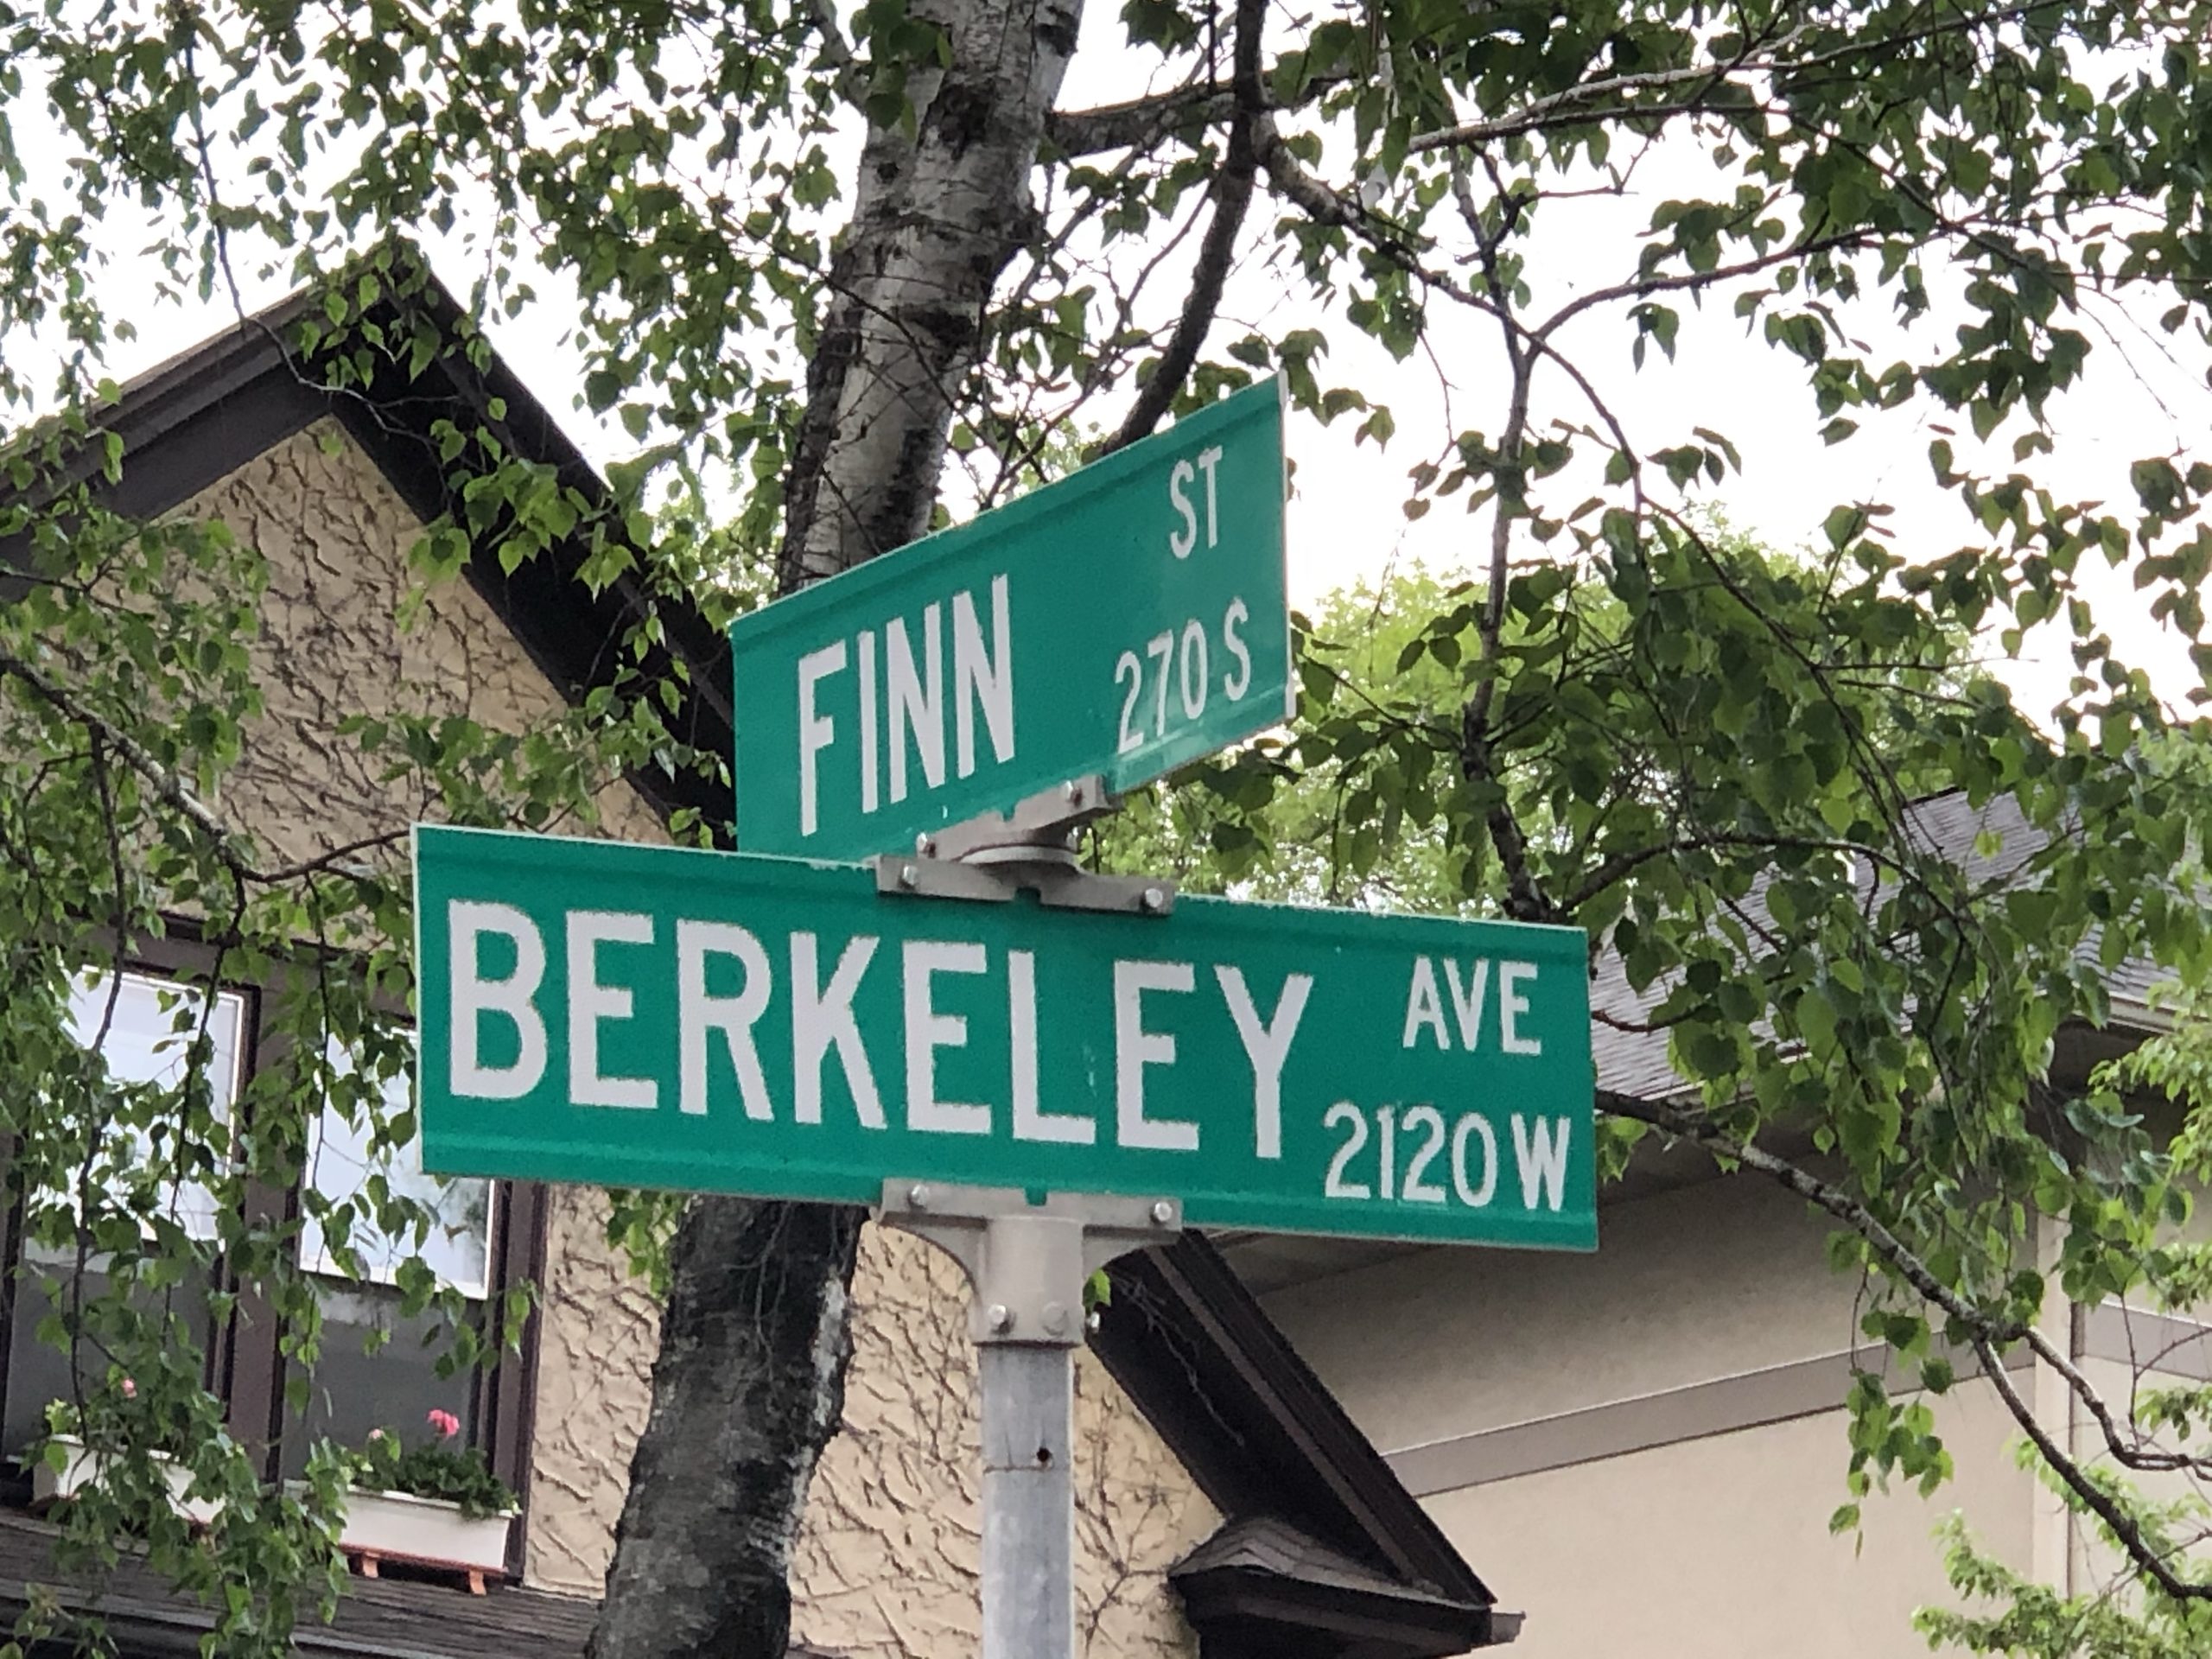 FINN ST
270 S
BERKELEY AVE
2120 W